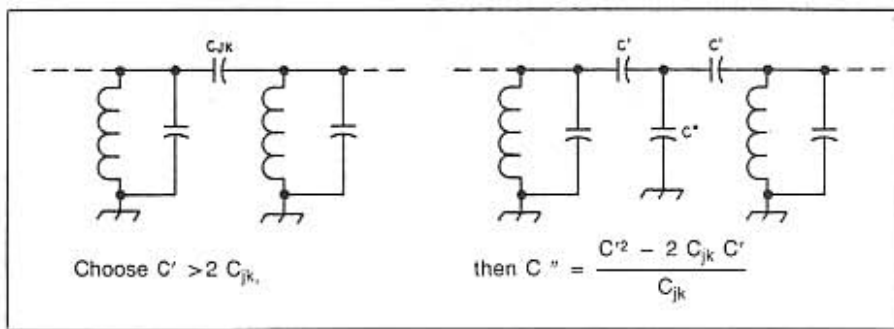 CJK
C' C'
C"
Choose C' > 2 Cjk,
then C " = C'2 − 2 Cjk C'
Cjk